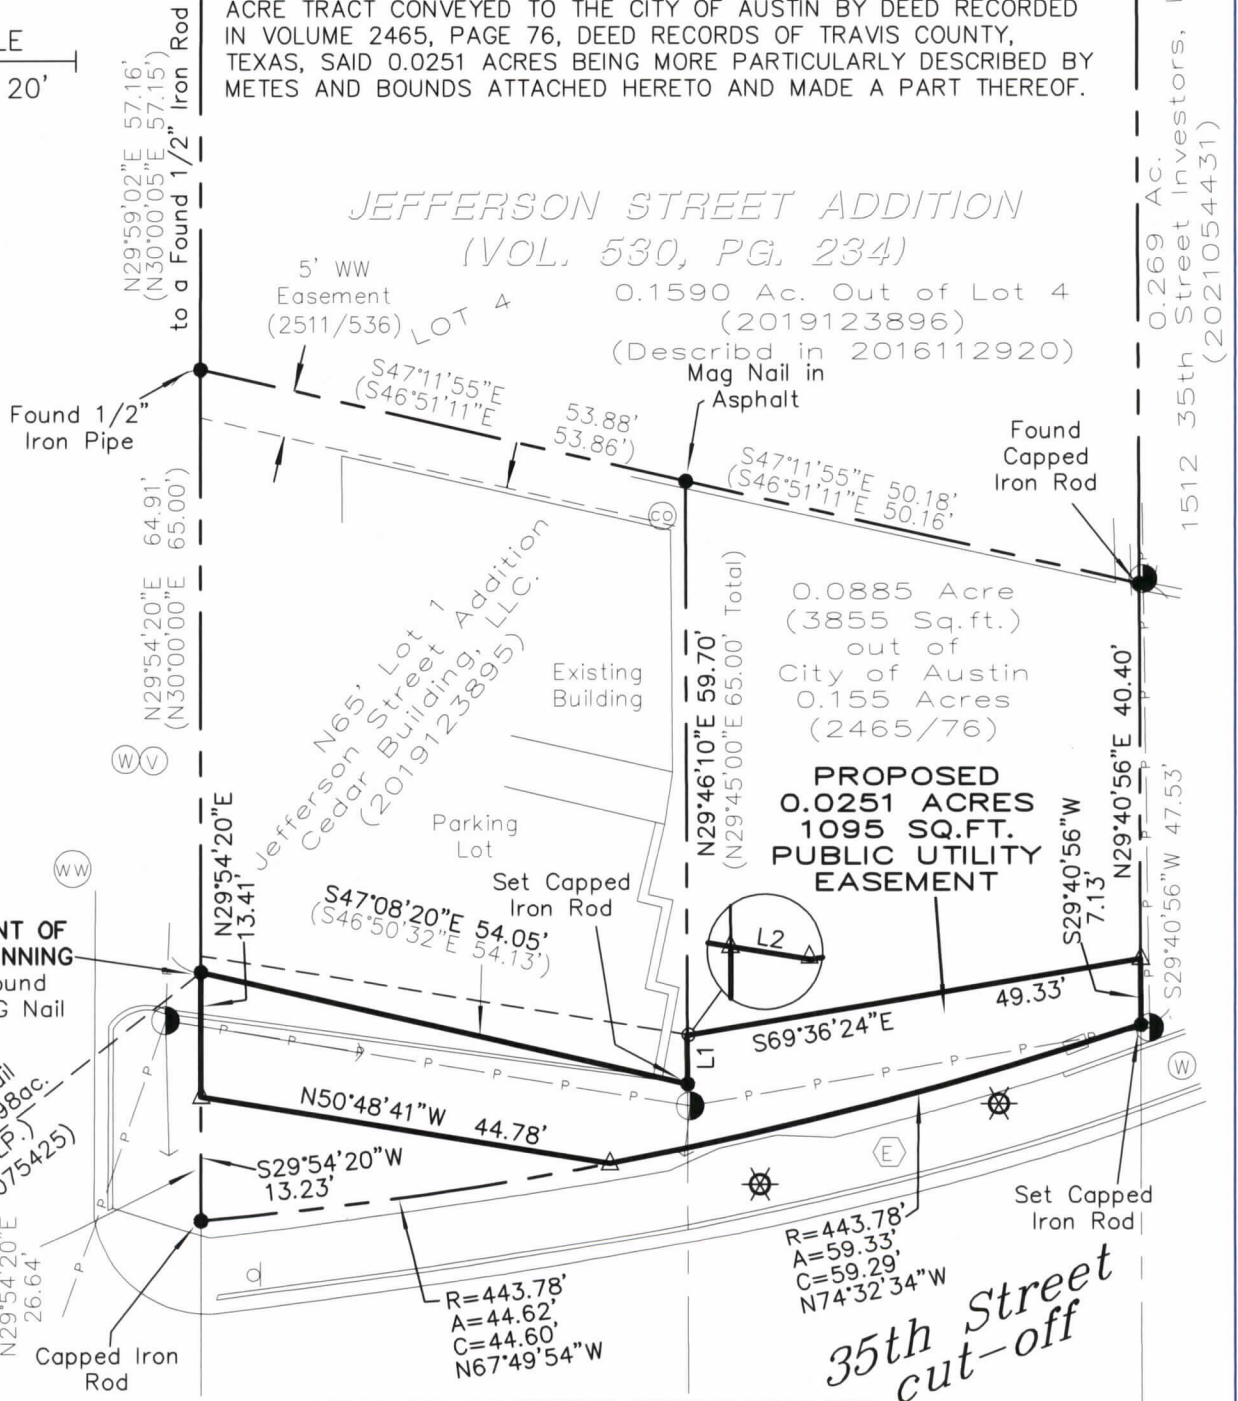 ACRE TRACT CONVEYED TO THE CITY OF AUSTIN BY DEED RECORDED
IN VOLUME 2465, PAGE 76, DEED RECORDS OF TRAVIS COUNTY,
TEXAS, SAID 0.0251 ACRES BEING MORE PARTICULARLY DESCRIBED BY
METES AND BOUNDS ATTACHED HERETO AND MADE A PART THEREOF.
20'
N29°59'02"E 57.16'
(N30°00'05"E 57.15')
to a Found 1/2" Iron Rod
JEFFERSON STREET ADDITION
(VOL. 530, PG. 234)
0.269 Ac.
1512 35th Street Investors,
(2021054431)
5' WW
Easement
(2511/536)
LOT 4
0.1590 Ac. Out of Lot 4
(2019123896)
(Describd in 2016112920)
Mag Nail in
Asphalt
S47°11'55"E 53.88'
(S46°51'11"E 53.86')
Found 1/2"
Iron Pipe
Found
Capped
Iron Rod
S47°11'55"E 50.18'
(S46°51'11"E 50.16'
CO
N29°54'20"E 64.91'
(N30°00'00"E 65.00')
N65' Lot 1
Jefferson Street Addition
Cedar Building, LLC.
(2019123895)
Existing
Building
N29°46'10"E 59.70'
(N29°45'00"E 65.00' Total)
0.0885 Acre
(3855 Sq.ft.)
out of
City of Austin
0.155 Acres
(2465/76)
N29°40'56"E 40.40'
W V
PROPOSED
0.0251 ACRES
1095 SQ.FT.
PUBLIC UTILITY
EASEMENT
S29°40'56"W
7.13'
S29°40'56"W 47.53'
Parking
Lot
WW
N29°54'20"E
13.41'
S47°08'20"E 54.05'
(S46°50'32"E 54.13')
Set Capped
Iron Rod
L2
NT OF
NNING
ound
G Nail
98ac.
075425)
L1
S69°36'24"E
49.33'
P P P P P P P P
W
N50°48'41"W 44.78'
E
S29°54'20"W
13.23'
Set Capped
Iron Rod
N29°54'20"E
26.64'
R=443.78'
A=59.33'
C=59.29'
N74°32'34"W
R=443.78'
A=44.62'
C=44.60'
N67°49'54"W
Capped Iron
Rod
35th Street
cut-off